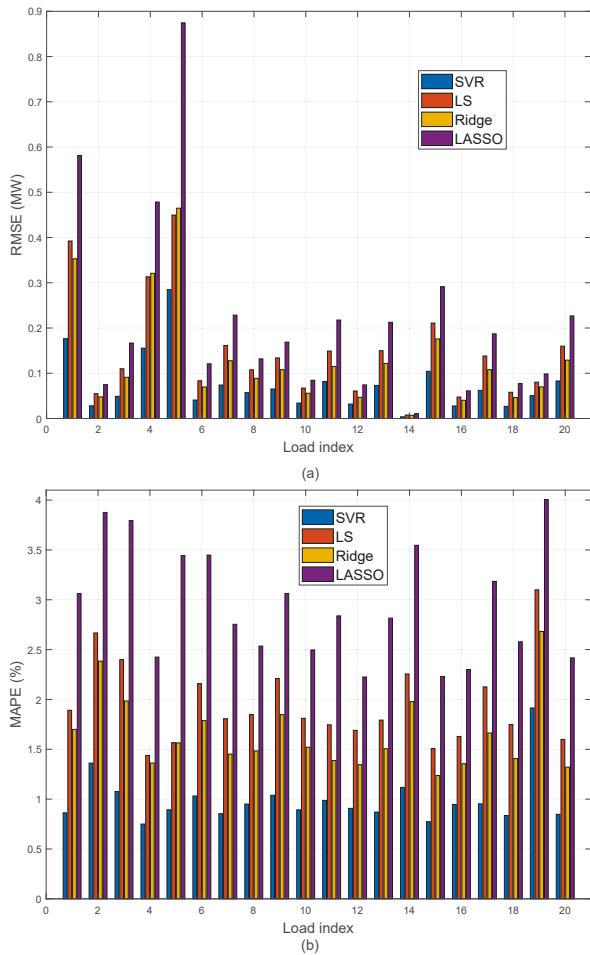 0.9
0.8
0.7
0.6
0.5
0.4
0.3
0.2
0.1
0
RMSE (MW)
SVR
LS
Ridge
LASSO
0 2 4 6 8 10 12 14 16 18 20
Load index
(a)
4
3.5
3
2.5
2
1.5
1
0.5
0
MAPE (%)
SVR
LS
Ridge
LASSO
0 2 4 6 8 10 12 14 16 18 20
Load index
(b)